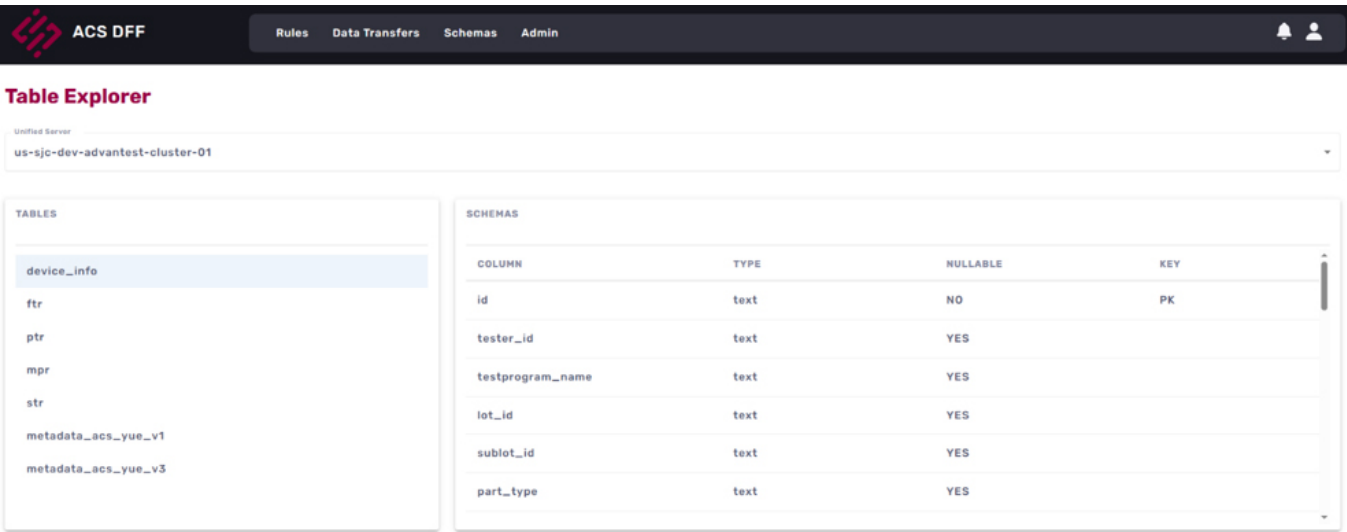 ACS DFF Rules Data Transfers Schemas Admin
Table Explorer
Unified Server
us-sjc-dev-advantest-cluster-01
TABLES
device_info
ftr
ptr
mpr
str
metadata_acs_yue_v1
metadata_acs_yue_v3
SCHEMAS
COLUMN TYPE NULLABLE KEY
id text NO PK
tester_id text YES
testprogram_name text YES
lot_id text YES
sublot_id text YES
part_type text YES